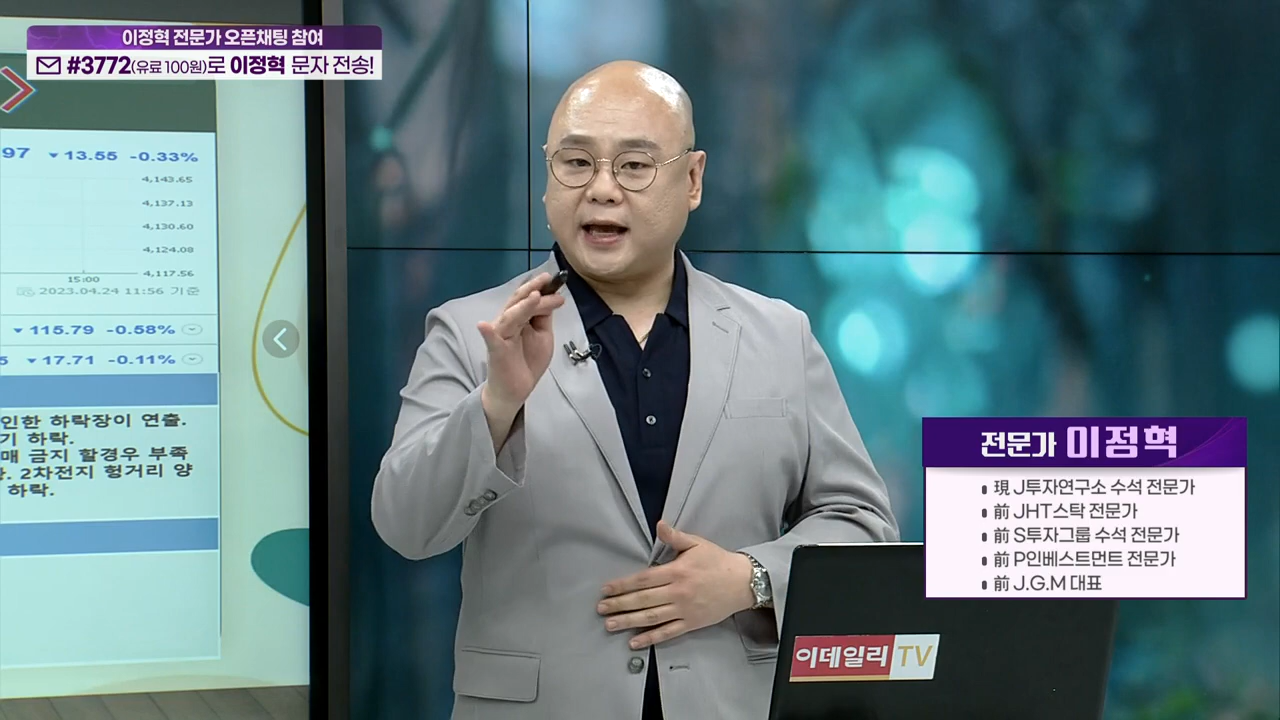 이정혁 전문가 오픈채팅 참여
#3772(유료 100원)로 이정혁 문자 전송!
97 ▼13.55 -0.33%
4,143.65
4,137.13
4,130.60
4,124.08
4,117.56
15:00
2023.04.24 11:56 기준
▼115.79 -0.58%
5 ▼17.71 -0.11%
인한 하락장이 연출.
기 하락.
매 금지 할경우 부족
. 2차전지 헝거리 양
하락.
전문가 이정혁
現 J투자연구소 수석 전문가
前 JHT스탁 전문가
前 S투자그룹 수석 전문가
前 P인베스트먼트 전문가
前 J.G.M 대표
이데일리TV